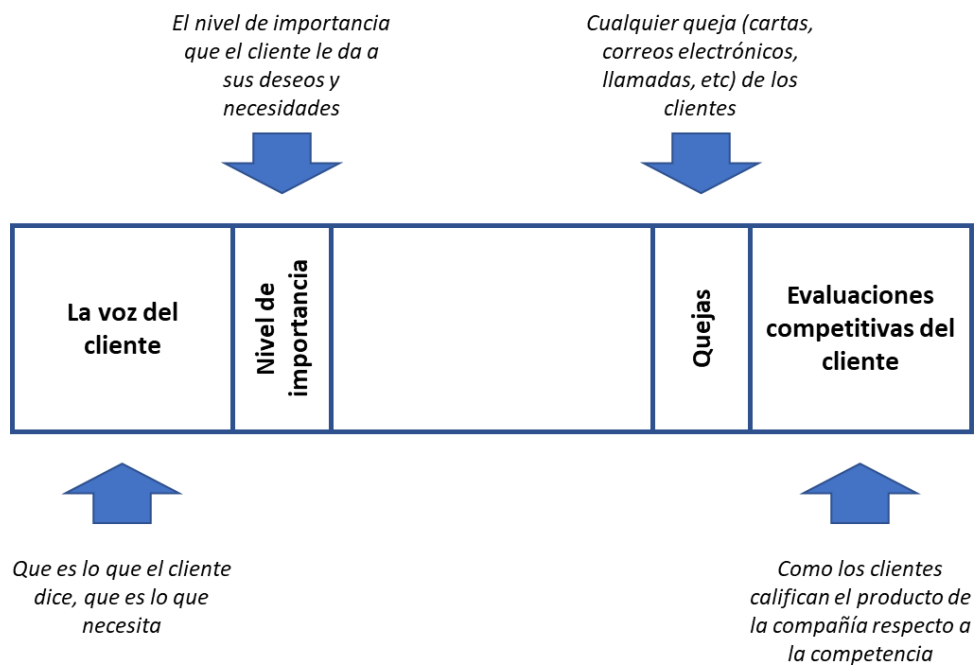 El nivel de importancia
que el cliente le da a
sus deseos y
necesidades
Cualquier queja (cartas,
correos electrónicos,
llamadas, etc) de los
clientes
La voz del
cliente
Nivel de
importancia
Quejas
Evaluaciones
competitivas del
cliente
Que es lo que el cliente
dice, que es lo que
necesita
Como los clientes
califican el producto de
la compañía respecto a
la competencia